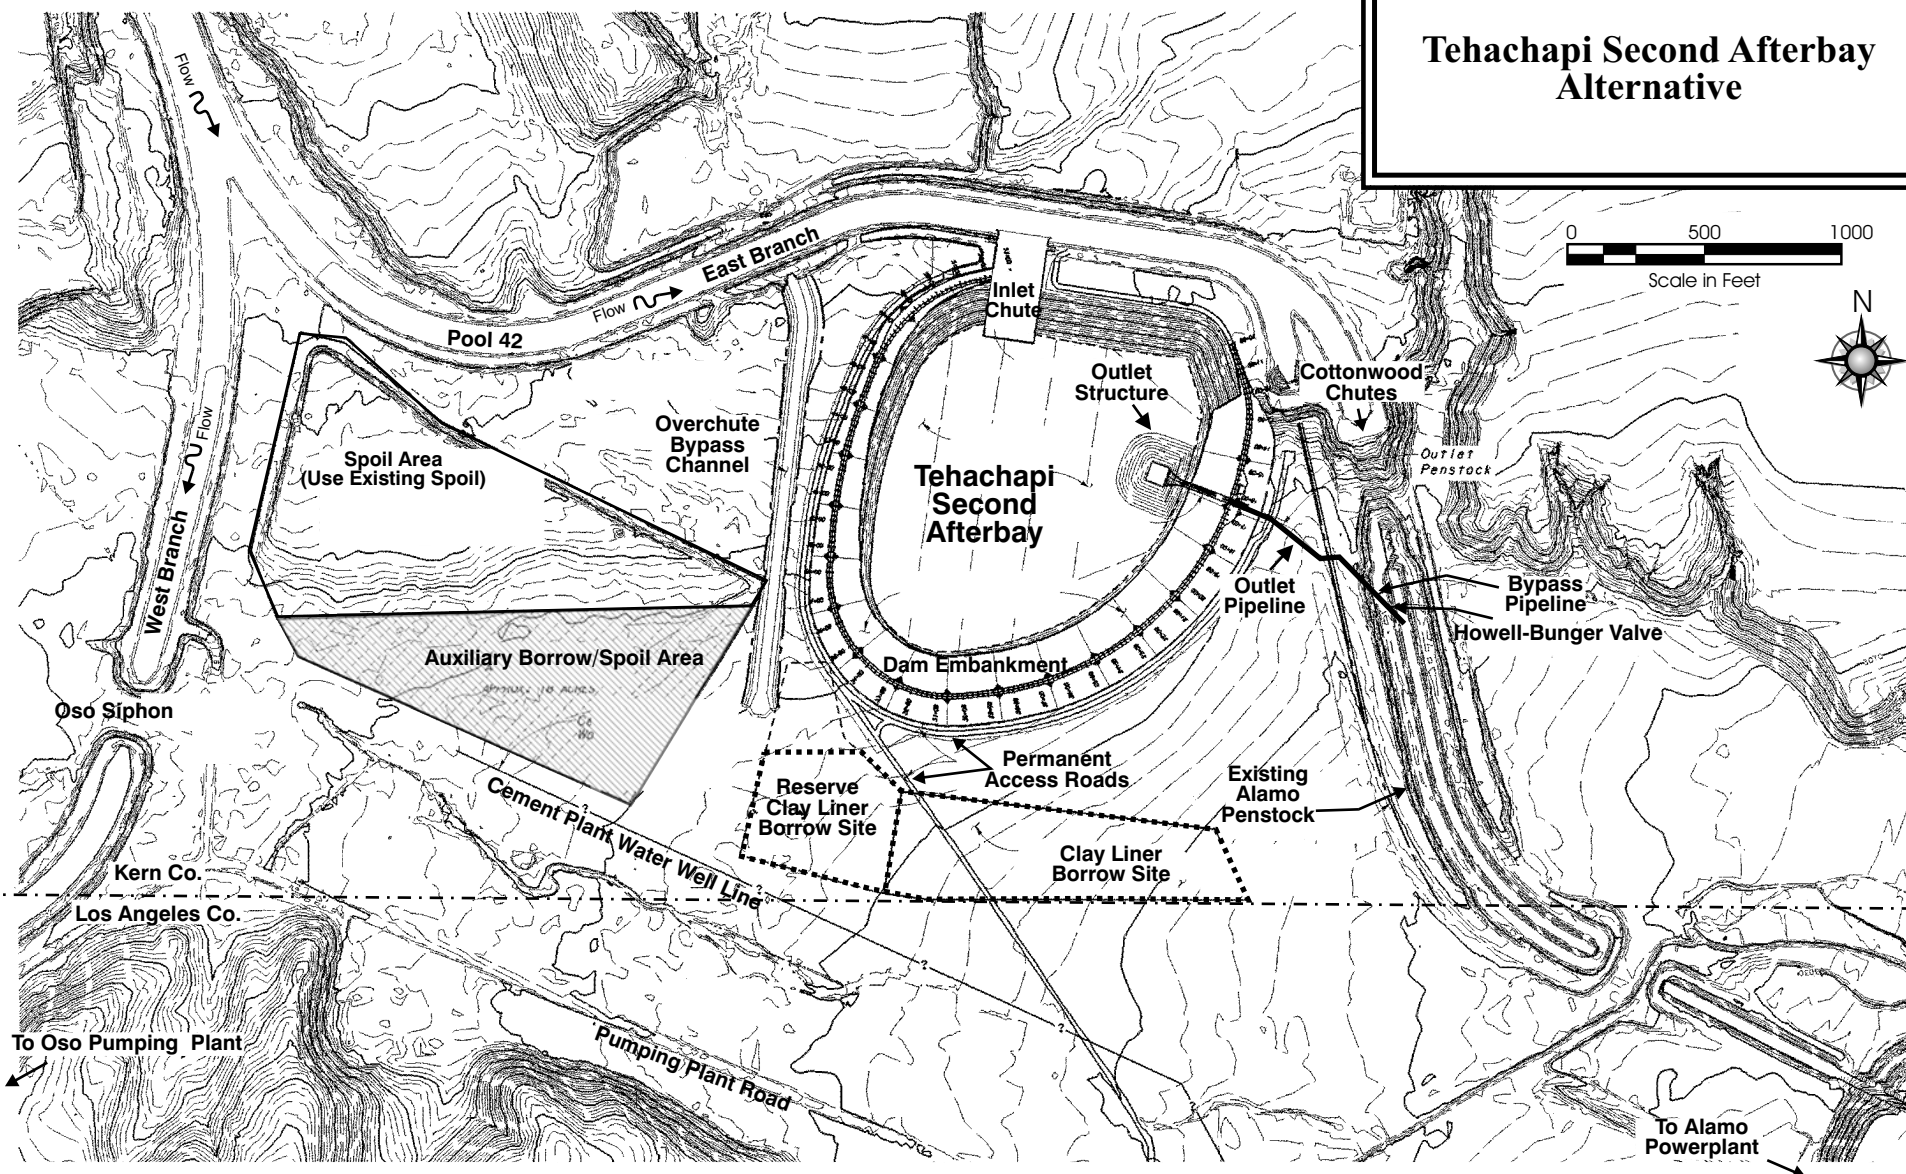 Tehachapi Second Afterbay
Alternative
0 500 1000
Scale in Feet
N
Flow
East Branch
Flow
Pool 42
Inlet
Chute
Outlet
Structure
Cottonwood
Chutes
Overchute
Bypass
Channel
Spoil Area
(Use Existing Spoil)
Flow
West Branch
Tehachapi
Second
Afterbay
Outlet
Penstock
Outlet
Pipeline
Bypass
Pipeline
Howell-Bunger Valve
Auxiliary Borrow/Spoil Area
APPROX. 18 ACRES
Dam Embankment
Oso Siphon
Permanent
Access Roads
Existing
Alamo
Penstock
Reserve
Clay Liner
Borrow Site
Clay Liner
Borrow Site
Cement Plant Water Well Line
?
?
?
?
?
Kern Co.
Los Angeles Co.
To Oso Pumping Plant
Pumping Plant Road
To Alamo
Powerplant